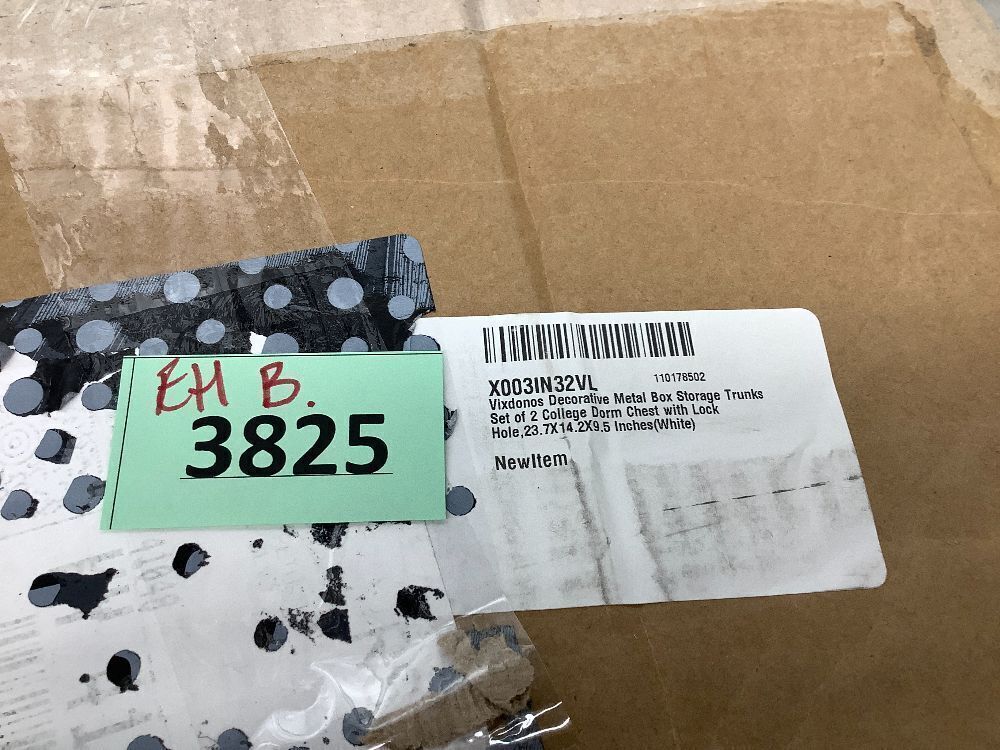 EH B.
3825
X003IN32VL 110178502
Vixdonos Decorative Metal Box Storage Trunks
Set of 2 College Dorm Chest with Lock
Hole,23.7X14.2X9.5 Inches(White)
NewItem